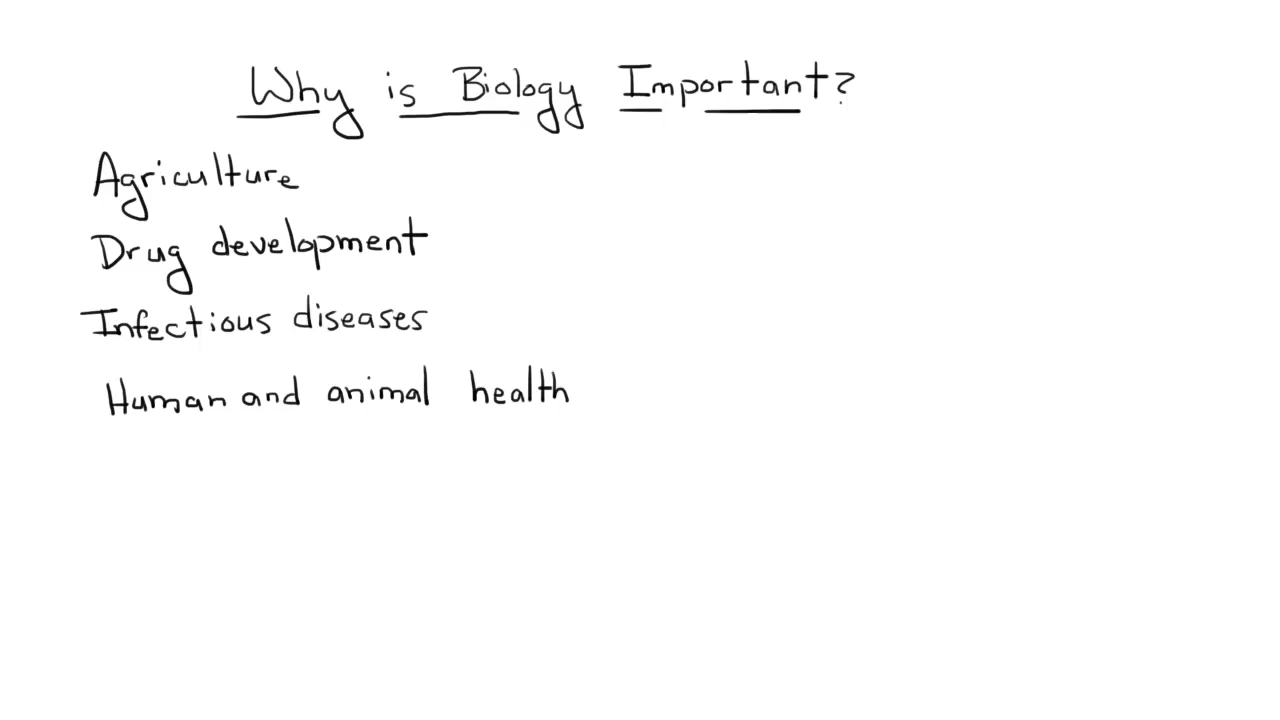 Why is Biology Important?
Agriculture
Drug development
Infectious diseases
Human and animal health